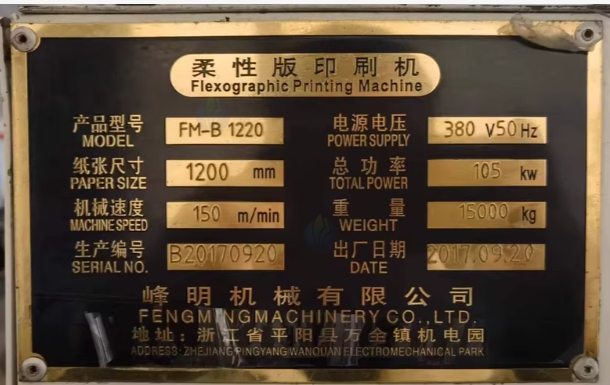 柔性版印刷机
Flexographic Printing Machine
产品型号 FM-B 1220 电源电压 380 V50 Hz
MODEL POWER SUPPLY
纸张尺寸 1200 mm 总功率 105 kw
PAPER SIZE TOTAL POWER
机械速度 150 m/min 重量 15000 kg
MACHINE SPEED WEIGHT
生产编号 B20170920 出厂日期 2017.09.20
SERIAL NO. DATE
峰明机械有限公司
FENGMINGMACHINERY CO.,LTD.
地址：浙江省平阳县万全镇机电园
ADDRESS: ZHEJIANG PINGYANG WANQUAN ELECTROMECHANICAL PARK